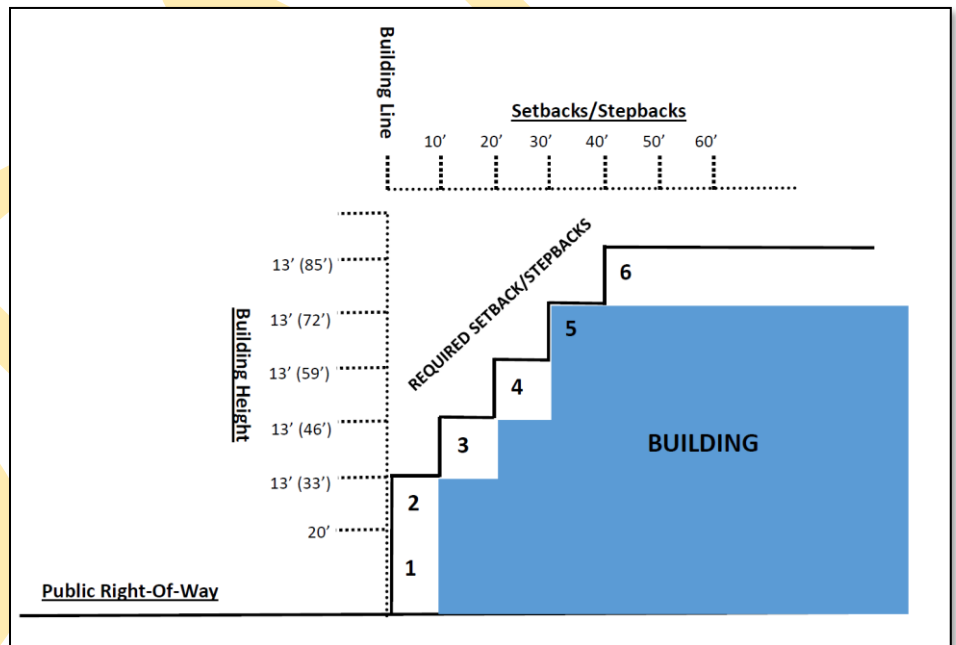 Building Line
Setbacks/Stepbacks
10’ 20’ 30’ 40’ 50’ 60’
REQUIRED SETBACK/STEPBACKS
Building Height
13’ (85’)
13’ (72’)
13’ (59’)
13’ (46’)
13’ (33’)
20’
6
5
4
3
2
1
BUILDING
Public Right-Of-Way